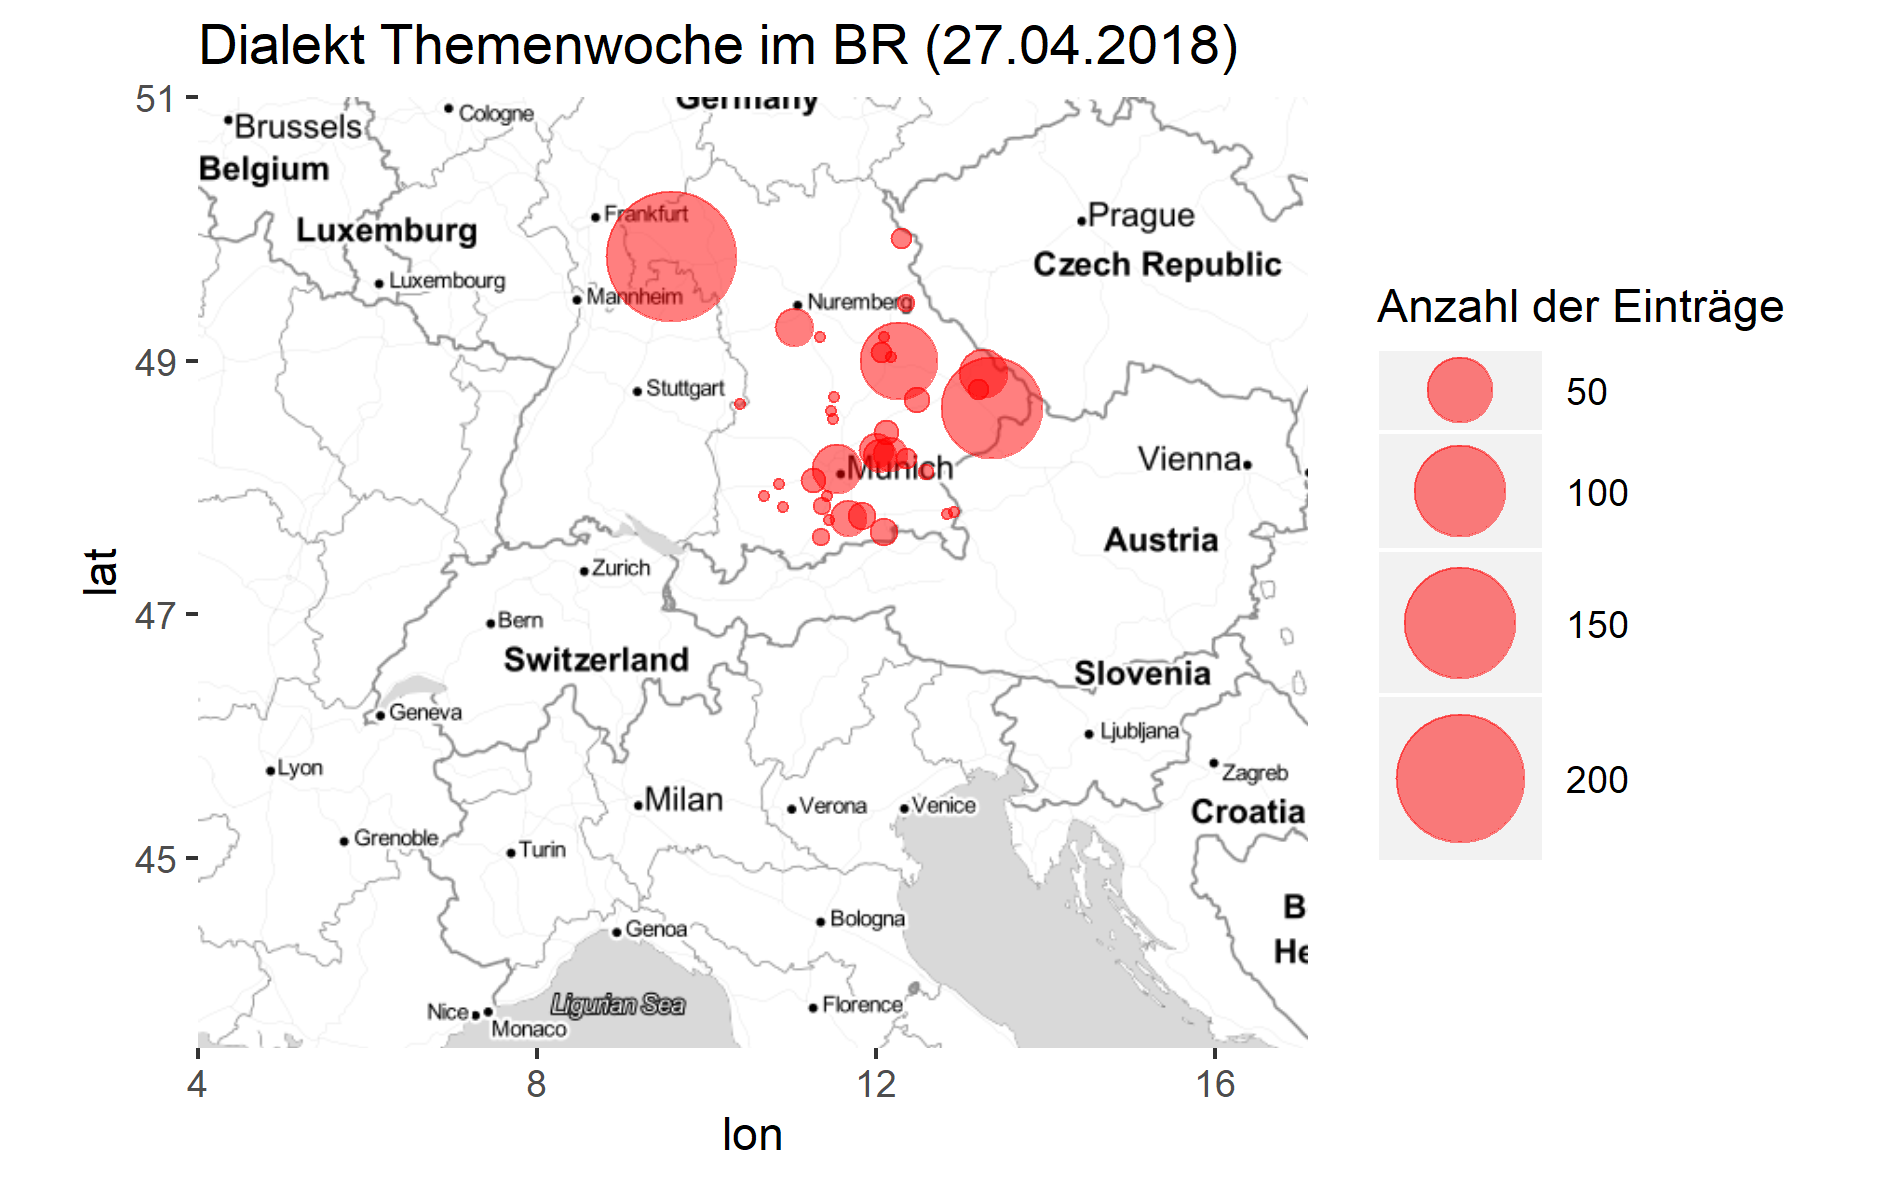 Dialekt Themenwoche im BR (27.04.2018)
51
49
47
45
lat
4
8
12
16
lon
Germany
Cologne
Brussels
Belgium
Frankfurt
Prague
Luxemburg
Czech Republic
Luxembourg
Mannheim
Nuremberg
Stuttgart
Vienna
Munich
Austria
Zurich
Bern
Switzerland
Slovenia
Geneva
Ljubljana
Lyon
Zagreb
Milan
Verona
Venice
Croatia
Grenoble
Turin
B
Bologna
Genoa
He
Ligurian Sea
Florence
Nice
Monaco
Anzahl der Einträge
50
100
150
200